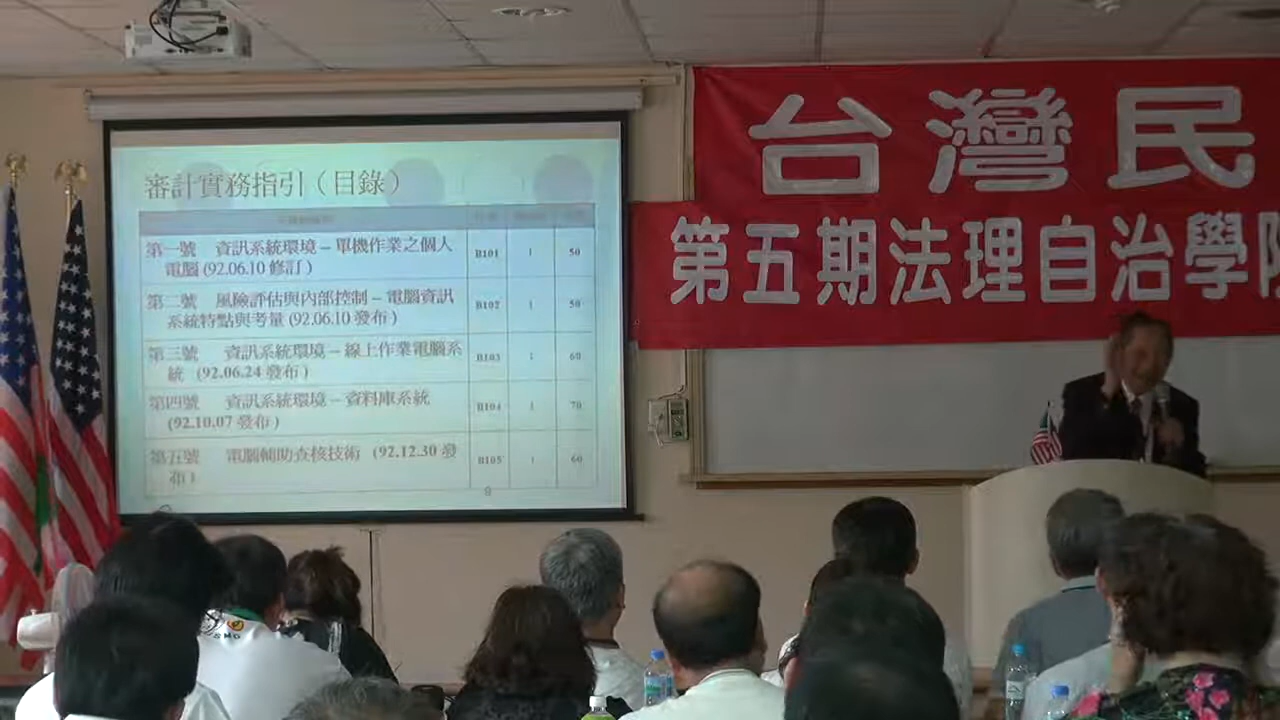 台灣民
第五期法理自治學院
審計實務指引（目錄）
第一號 資訊系統環境－單機作業之個人
電腦 (92.06.10 修訂) B101 1 50
第二號 風險評估與內部控制－電腦資訊
系統特點與考量 (92.06.10 發布) B102 1 50
第三號 資訊系統環境－線上作業電腦系
統 (92.06.24 發布) B103 1 60
第四號 資訊系統環境－資料庫系統
(92.10.07 發布) B104 1 70
第五號 電腦輔助查核技術 (92.12.30 發
布) B105 1 60